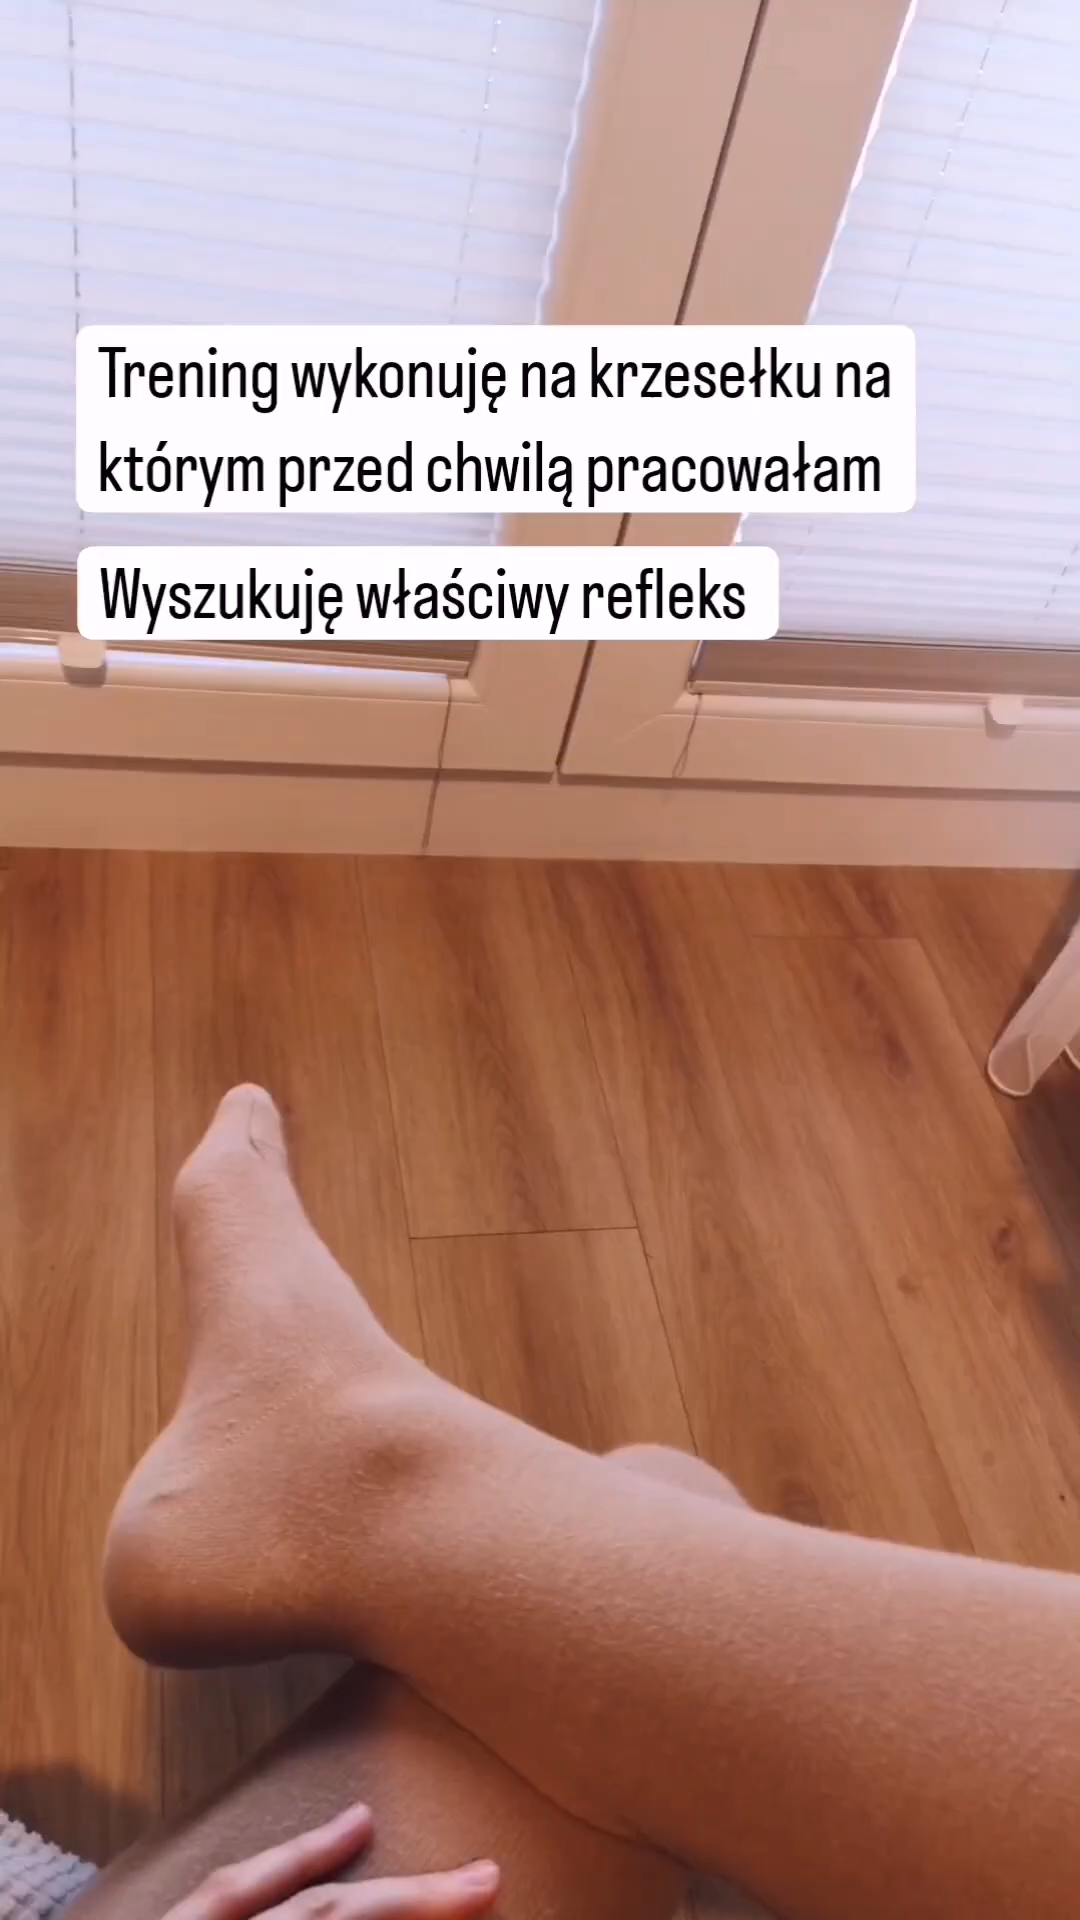 Trening wykonuję na krzesełku na
którym przed chwilą pracowałam
Wyszukuję właściwy refleks